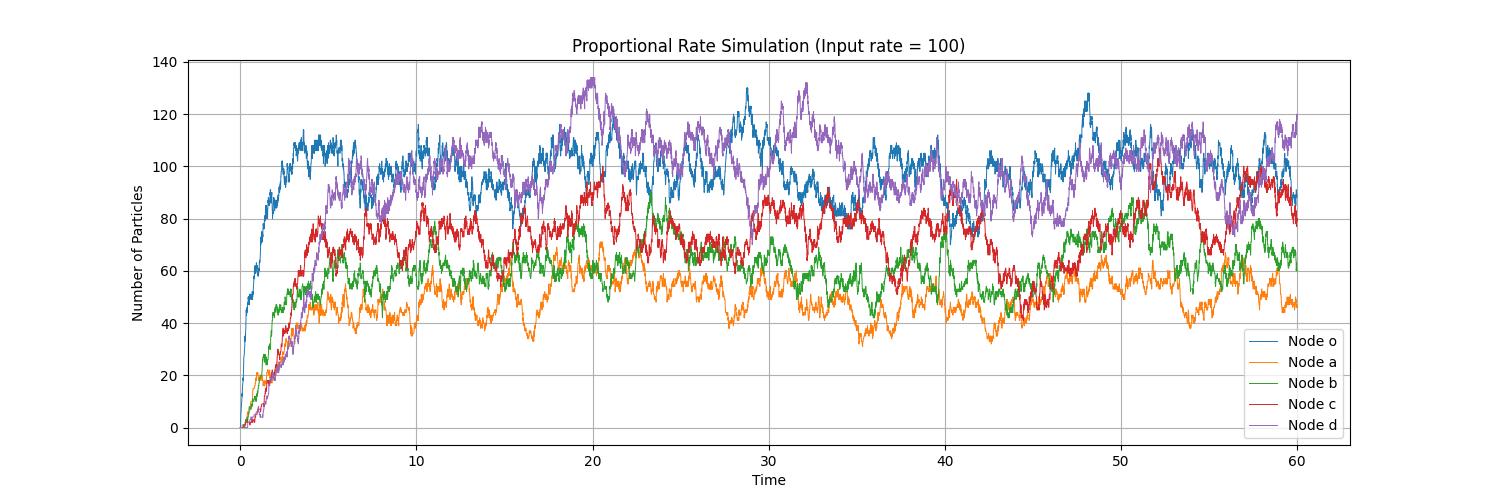 Proportional Rate Simulation (Input rate = 100)
Number of Particles
140
120
100
80
60
40
20
0
0 10 20 30 40 50 60
Time
Node o
Node a
Node b
Node c
Node d